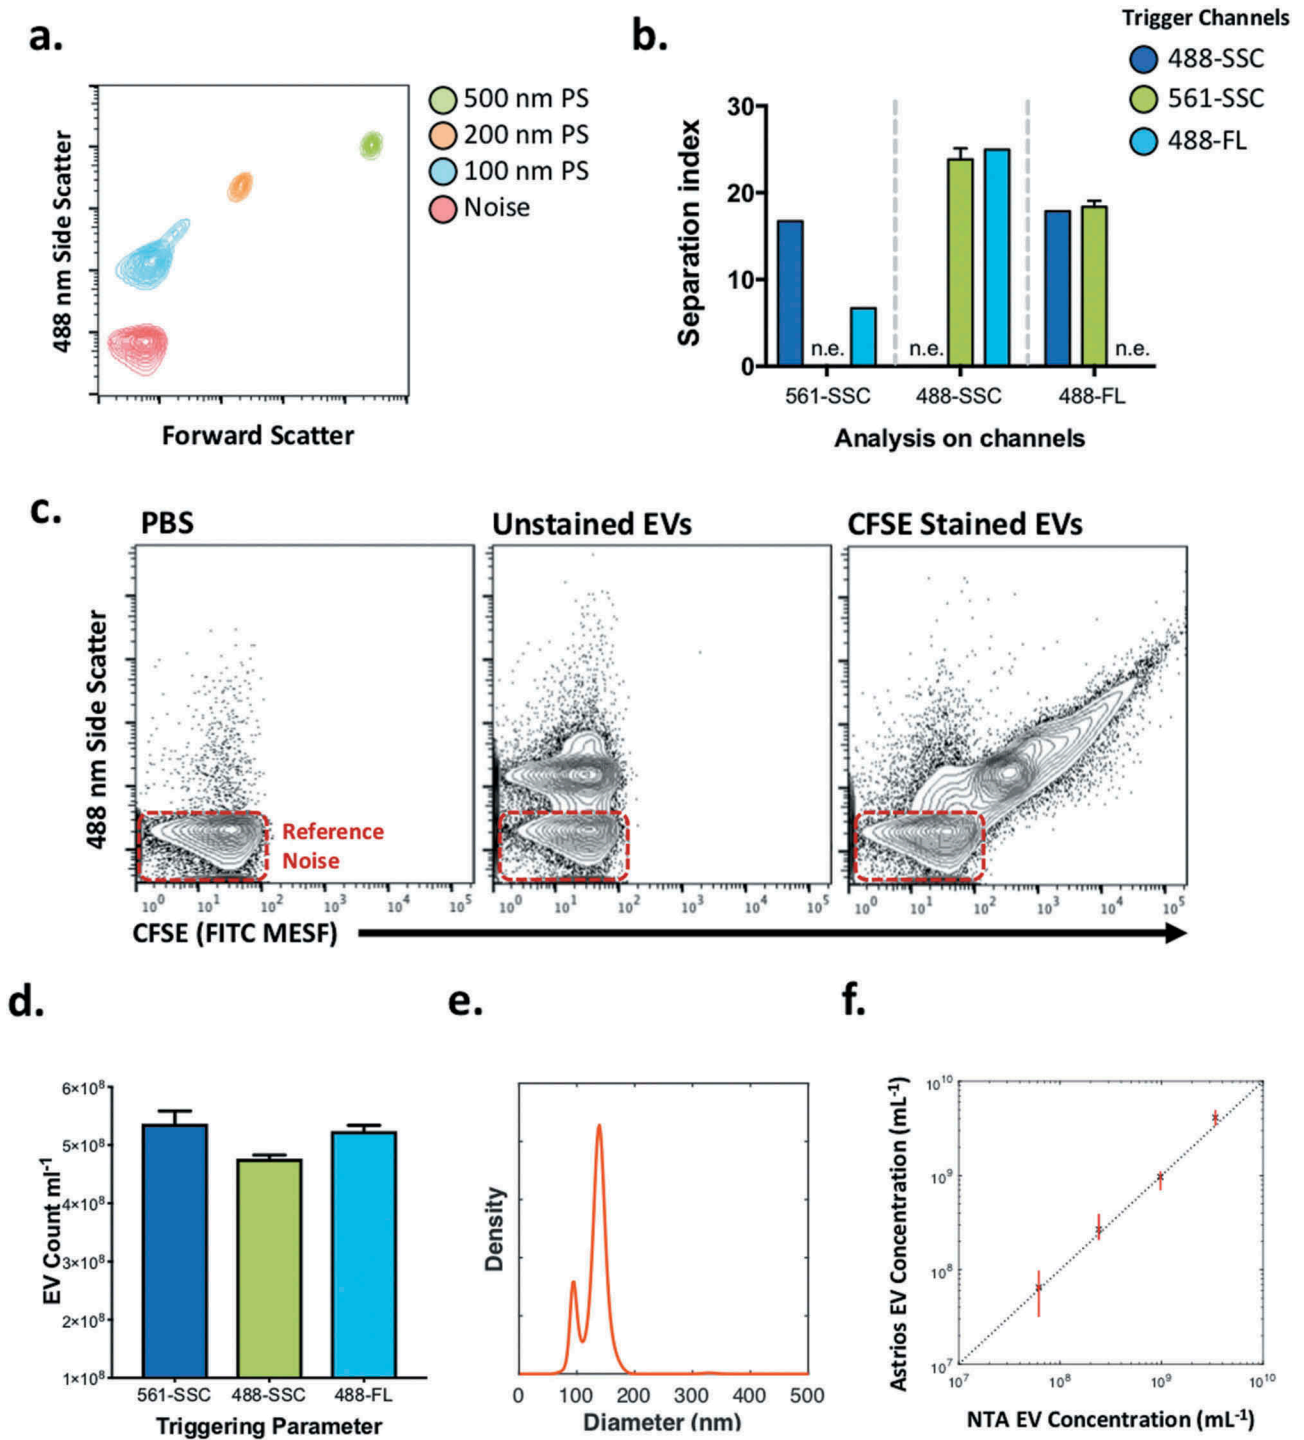 a.
500 nm PS
200 nm PS
100 nm PS
Noise
488 nm Side Scatter
Forward Scatter
b.
Trigger Channels
488-SSC
561-SSC
488-FL
Separation index
30
20
10
0
n.e.
n.e.
n.e.
561-SSC
488-SSC
488-FL
Analysis on channels
c.
PBS
Unstained EVs
CFSE Stained EVs
488 nm Side Scatter
Reference
Noise
10⁰ 10¹ 10² 10³ 10⁴ 10⁵
10⁰ 10¹ 10² 10³ 10⁴ 10⁵
10⁰ 10¹ 10² 10³ 10⁴ 10⁵
CFSE (FITC MESF)
d.
EV Count ml⁻¹
6×10⁸
5×10⁸
4×10⁸
3×10⁸
2×10⁸
1×10⁸
561-SSC
488-SSC
488-FL
Triggering Parameter
e.
Density
0 100 200 300 400 500
Diameter (nm)
f.
Astrios EV Concentration (mL⁻¹)
10¹⁰
10⁹
10⁸
10⁷
10⁷ 10⁸ 10⁹ 10¹⁰
NTA EV Concentration (mL⁻¹)